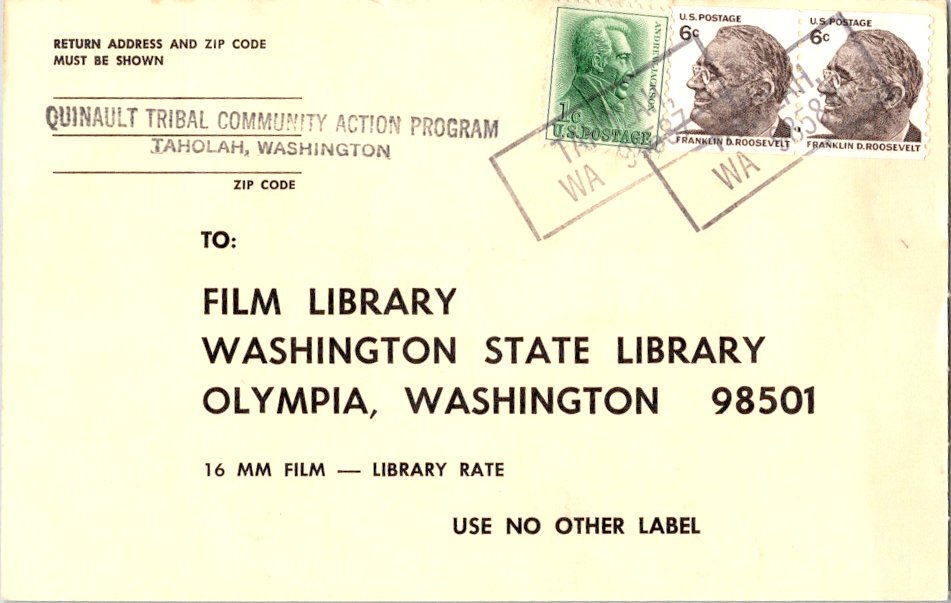 RETURN ADDRESS AND ZIP CODE
MUST BE SHOWN
QUINAULT TRIBAL COMMUNITY ACTION PROGRAM
TAHOLAH, WASHINGTON
ZIP CODE
ANDREW JACKSON
1c
U.S. POSTAGE
U.S. POSTAGE
6c
FRANKLIN D. ROOSEVELT
U.S. POSTAGE
6c
FRANKLIN D. ROOSEVELT
WA
WA
TO:
FILM LIBRARY
WASHINGTON STATE LIBRARY
OLYMPIA, WASHINGTON 98501
16 MM FILM — LIBRARY RATE
USE NO OTHER LABEL